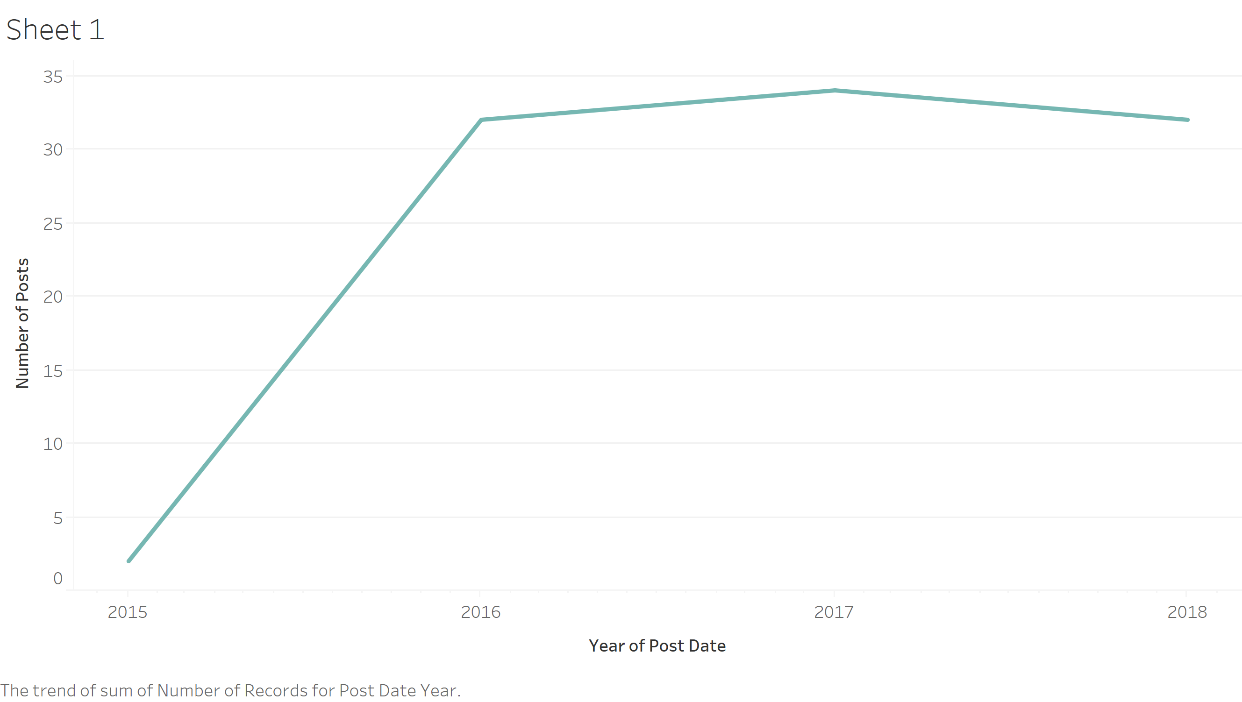 Sheet 1
35
30
25
20
15
10
5
0
Number of Posts
2015 2016 2017 2018
Year of Post Date
The trend of sum of Number of Records for Post Date Year.